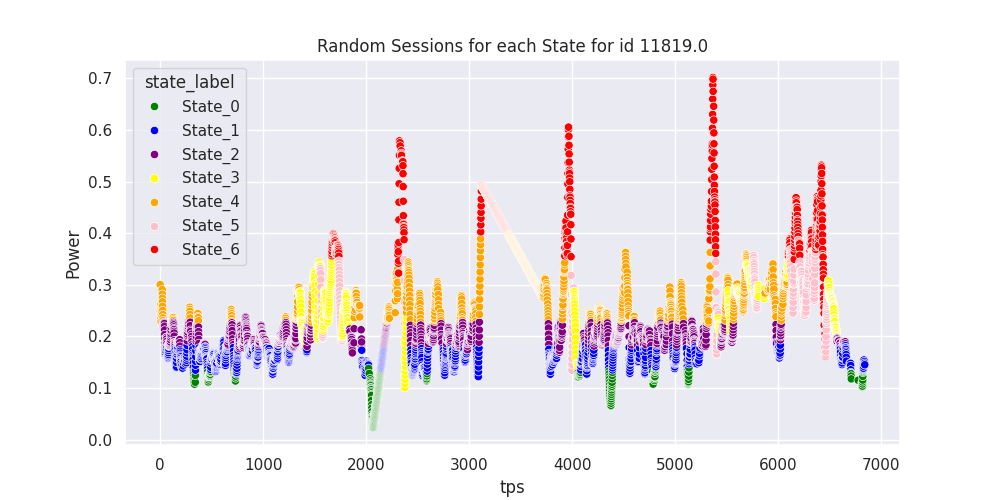 Random Sessions for each State for id 11819.0
state_label
State_0
State_1
State_2
State_3
State_4
State_5
State_6
Power
0.7
0.6
0.5
0.4
0.3
0.2
0.1
0.0
0 1000 2000 3000 4000 5000 6000 7000
tps